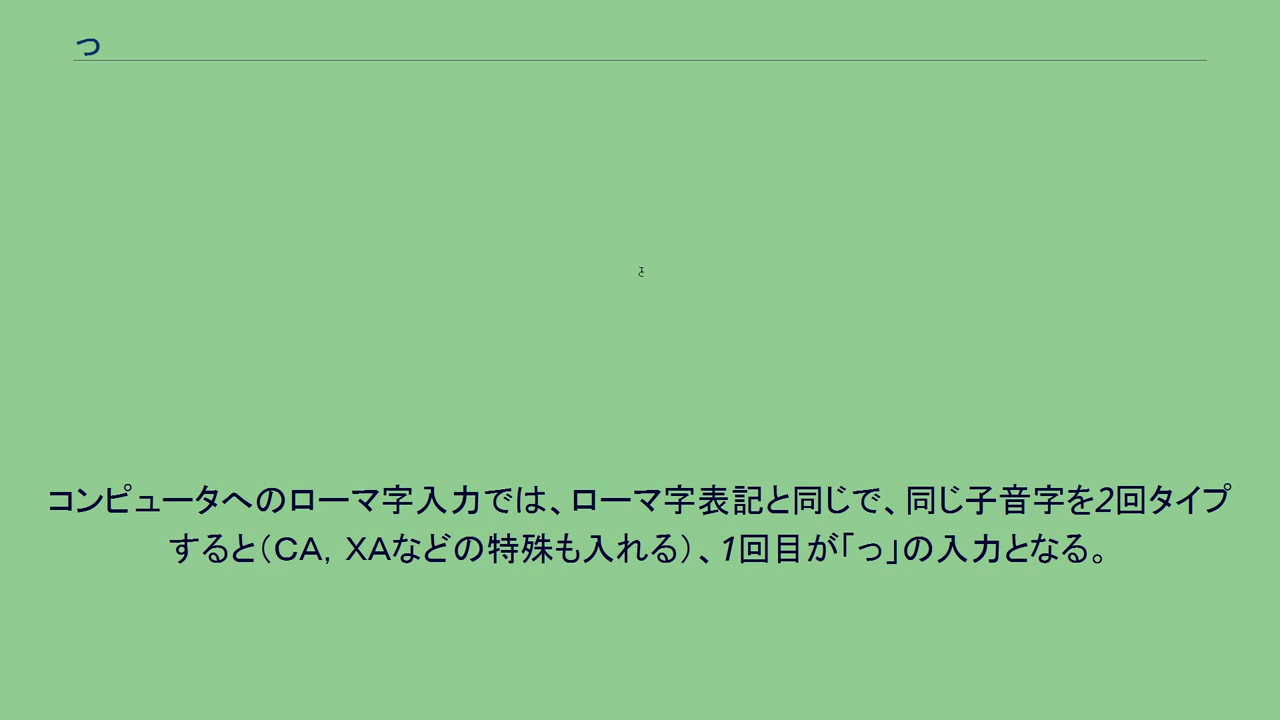 っ
コンピュータへのローマ字入力では、ローマ字表記と同じで、同じ子音字を2回タイプ
すると（CA，XAなどの特殊も入れる）、1回目が「っ」の入力となる。